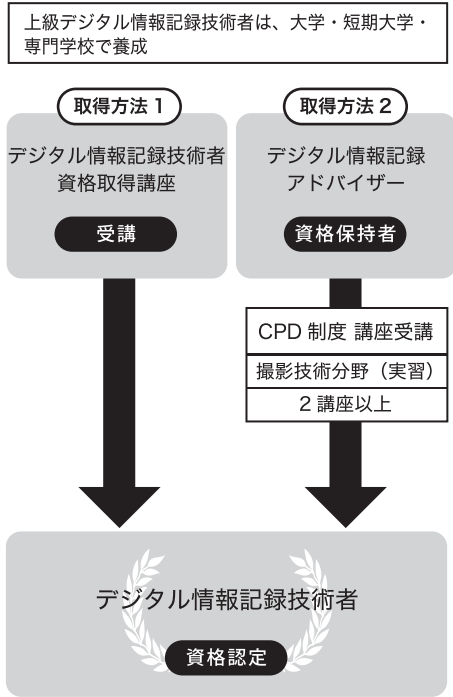 上級デジタル情報記録技術者は、大学・短期大学・
専門学校で養成
取得方法 1
デジタル情報記録技術者
資格取得講座
受講
取得方法 2
デジタル情報記録
アドバイザー
資格保持者
CPD 制度 講座受講
撮影技術分野（実習）
2 講座以上
デジタル情報記録技術者
資格認定